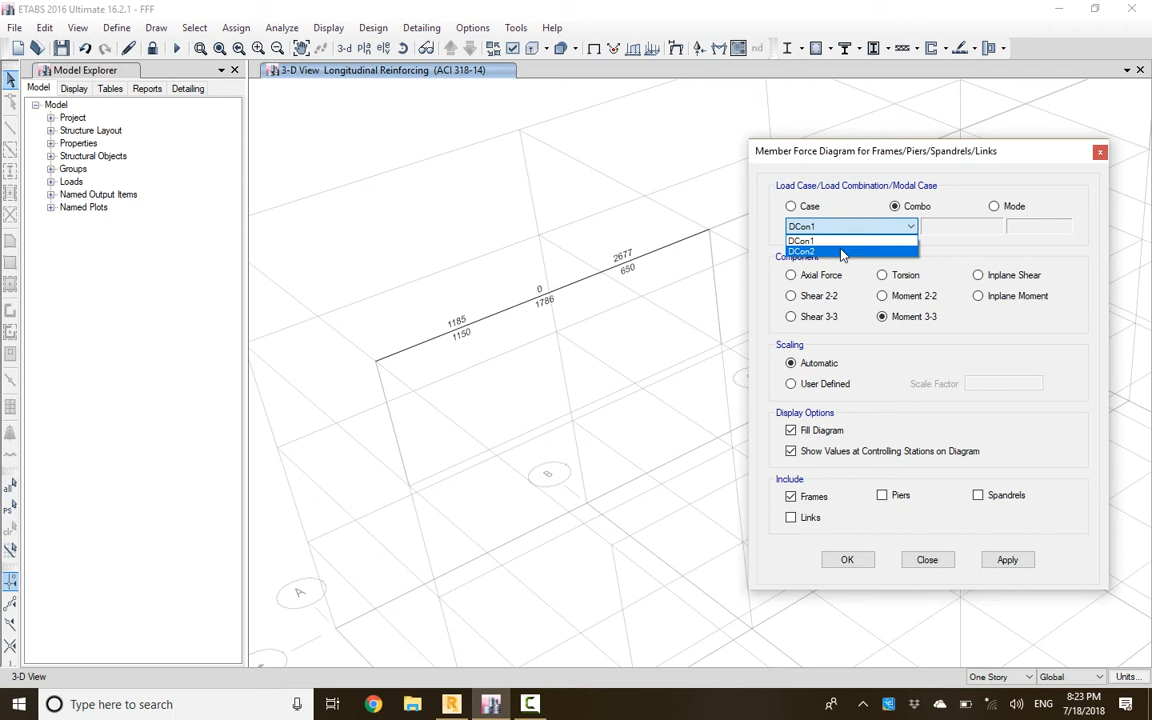 ETABS 2016 Ultimate 16.2.1 - FFF
File Edit View Define Draw Select Assign Analyze Display Design Detailing Options Tools Help
3-d nd
Model Explorer
3-D View Longitudinal Reinforcing (ACI 318-14)
Model Display Tables Reports Detailing
Model
Project
Structure Layout
Properties
Structural Objects
Groups
Loads
Named Output Items
Named Plots
all
PS
clr
1185
1150
0
1786
2677
650
A
B
Member Force Diagram for Frames/Piers/Spandrels/Links
Load Case/Load Combination/Modal Case
Case Combo Mode
DCon1
DCon1
DCon2
Component
Axial Force Torsion Inplane Shear
Shear 2-2 Moment 2-2 Inplane Moment
Shear 3-3 Moment 3-3
Scaling
Automatic
User Defined Scale Factor
Display Options
Fill Diagram
Show Values at Controlling Stations on Diagram
Include
Frames Piers Spandrels
Links
OK Close Apply
3-D View One Story Global Units...
Type here to search
ENG
8:23 PM
7/18/2018